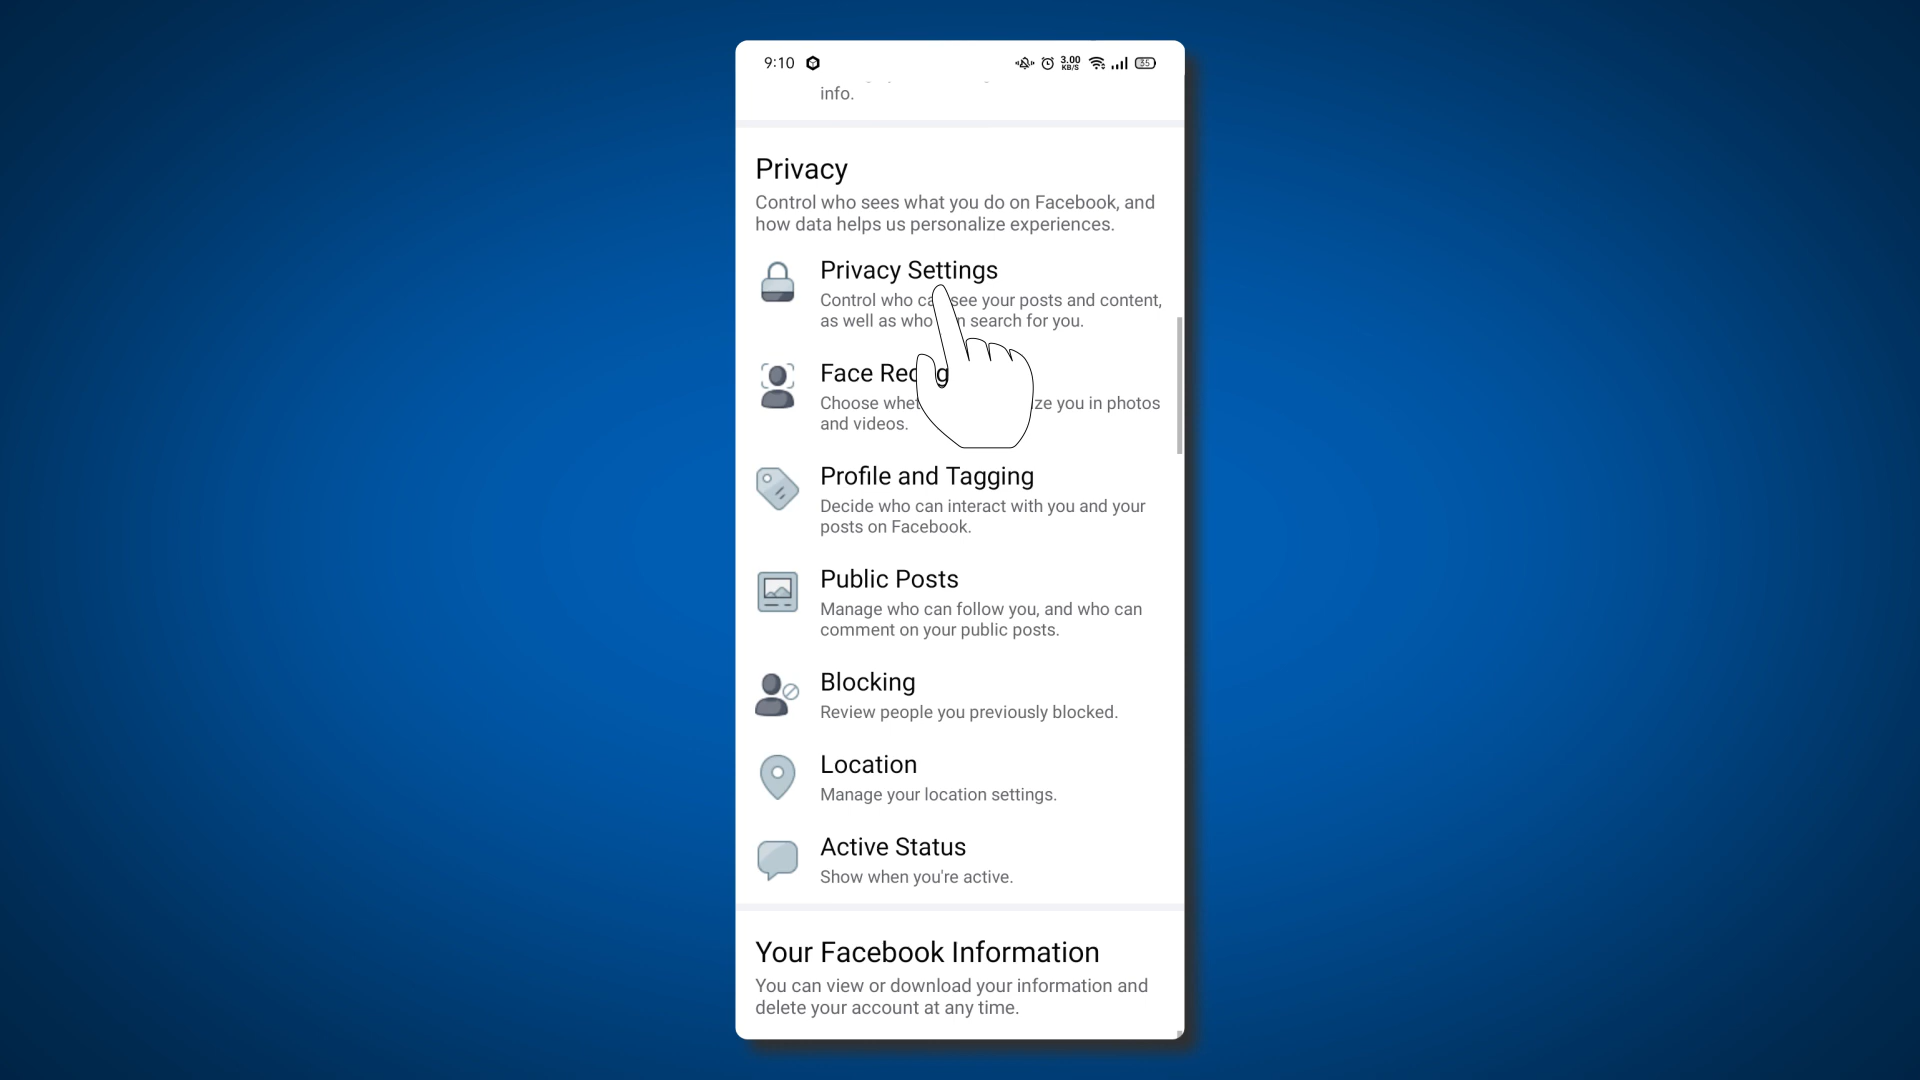 9:10
3.00
KB/S
35
info.
Privacy
Control who sees what you do on Facebook, and
how data helps us personalize experiences.
Privacy Settings
Control who ca see your posts and content,
as well as who n search for you.
Face Rec g
Choose whet ze you in photos
and videos.
Profile and Tagging
Decide who can interact with you and your
posts on Facebook.
Public Posts
Manage who can follow you, and who can
comment on your public posts.
Blocking
Review people you previously blocked.
Location
Manage your location settings.
Active Status
Show when you're active.
Your Facebook Information
You can view or download your information and
delete your account at any time.